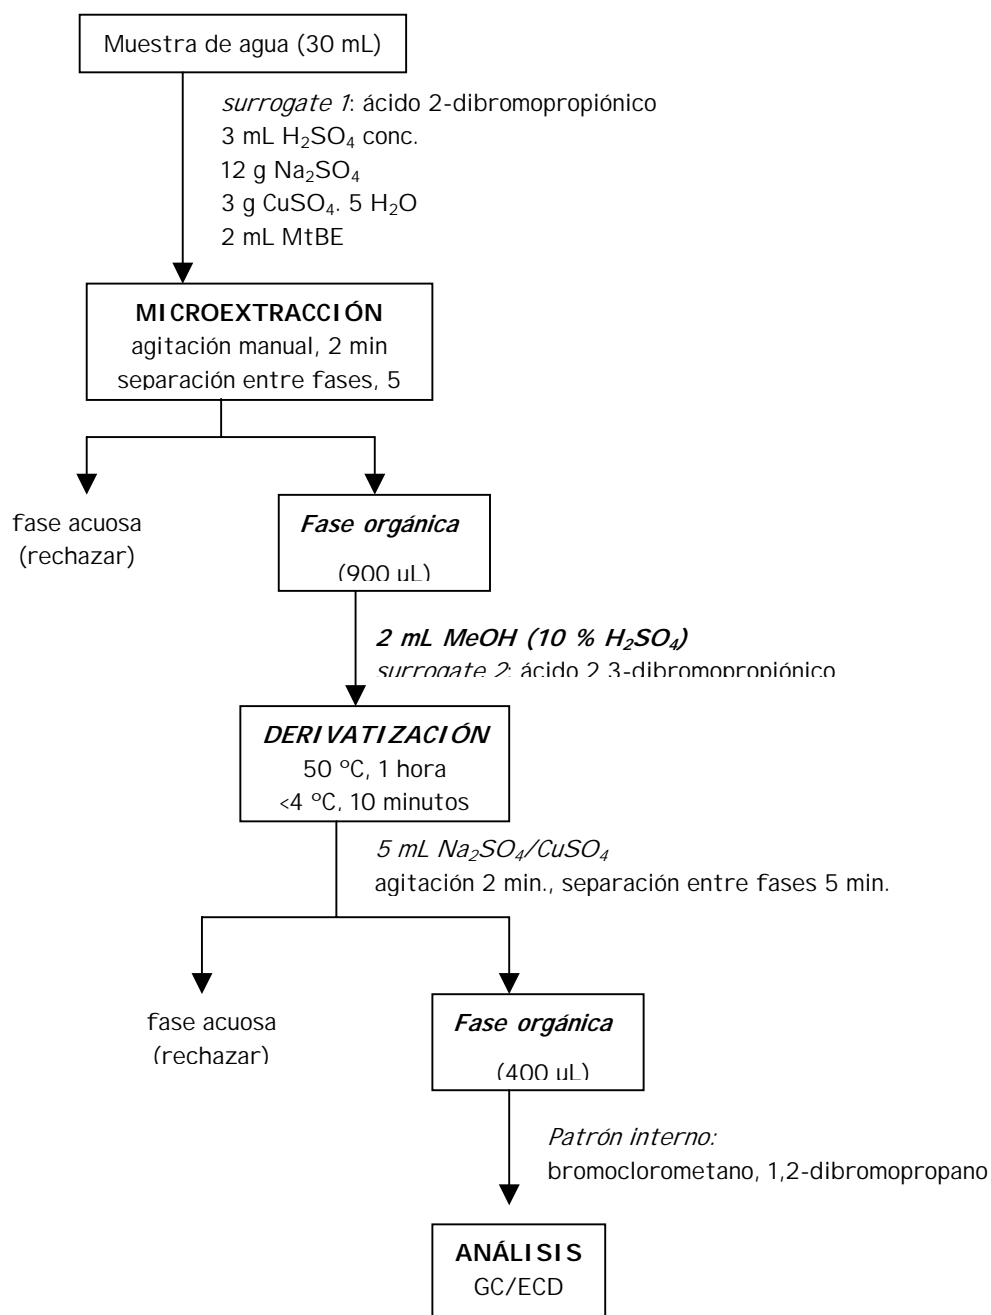 Muestra de agua (30 mL)
surrogate 1: ácido 2-dibromopropiónico
3 mL H₂SO₄ conc.
12 g Na₂SO₄
3 g CuSO₄. 5 H₂O
2 mL MtBE
MICROEXTRACCIÓN
agitación manual, 2 min
separación entre fases, 5
fase acuosa
(rechazar)
Fase orgánica
(900 µL)
2 mL MeOH (10 % H₂SO₄)
surrogate 2: ácido 2,3-dibromopropiónico
DERIVATIZACIÓN
50 ºC, 1 hora
<4 ºC, 10 minutos
5 mL Na₂SO₄/CuSO₄
agitación 2 min., separación entre fases 5 min.
fase acuosa
(rechazar)
Fase orgánica
(400 µL)
Patrón interno:
bromoclorometano, 1,2-dibromopropano
ANÁLISIS
GC/ECD